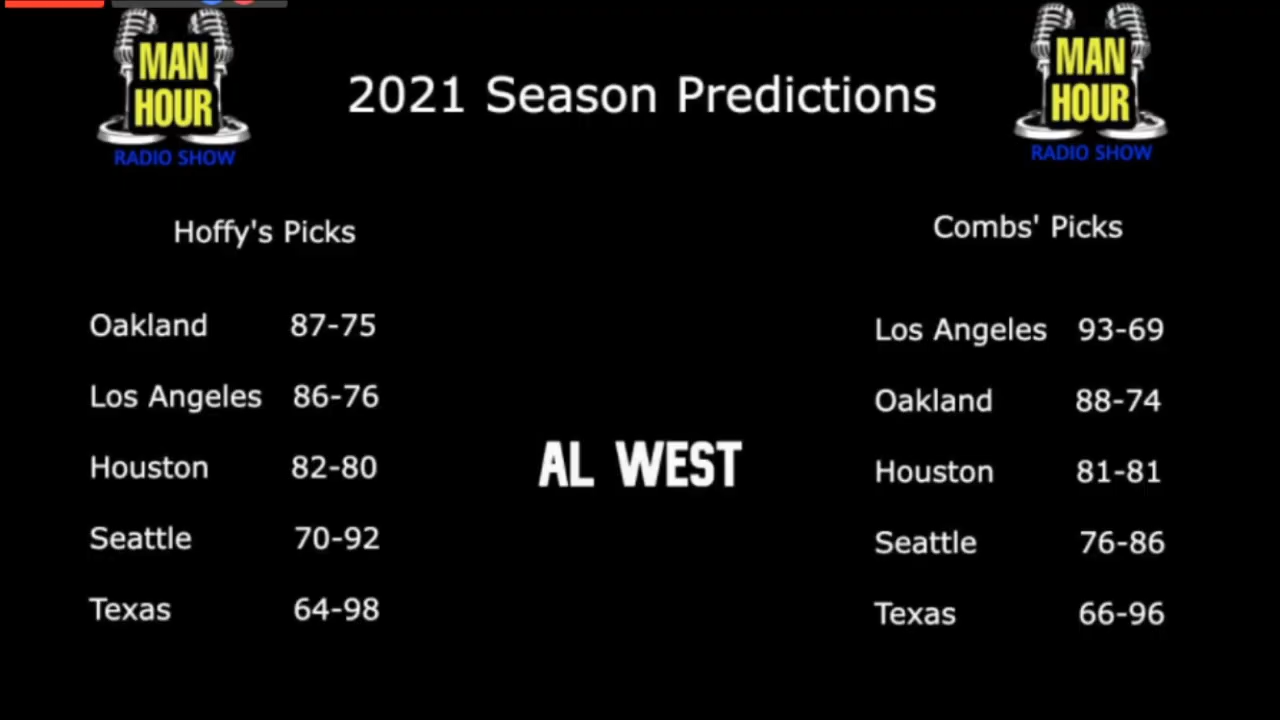 MAN
HOUR
RADIO SHOW
2021 Season Predictions
MAN
HOUR
RADIO SHOW
Hoffy's Picks
Oakland 87-75
Los Angeles 86-76
Houston 82-80
Seattle 70-92
Texas 64-98
AL WEST
Combs' Picks
Los Angeles 93-69
Oakland 88-74
Houston 81-81
Seattle 76-86
Texas 66-96